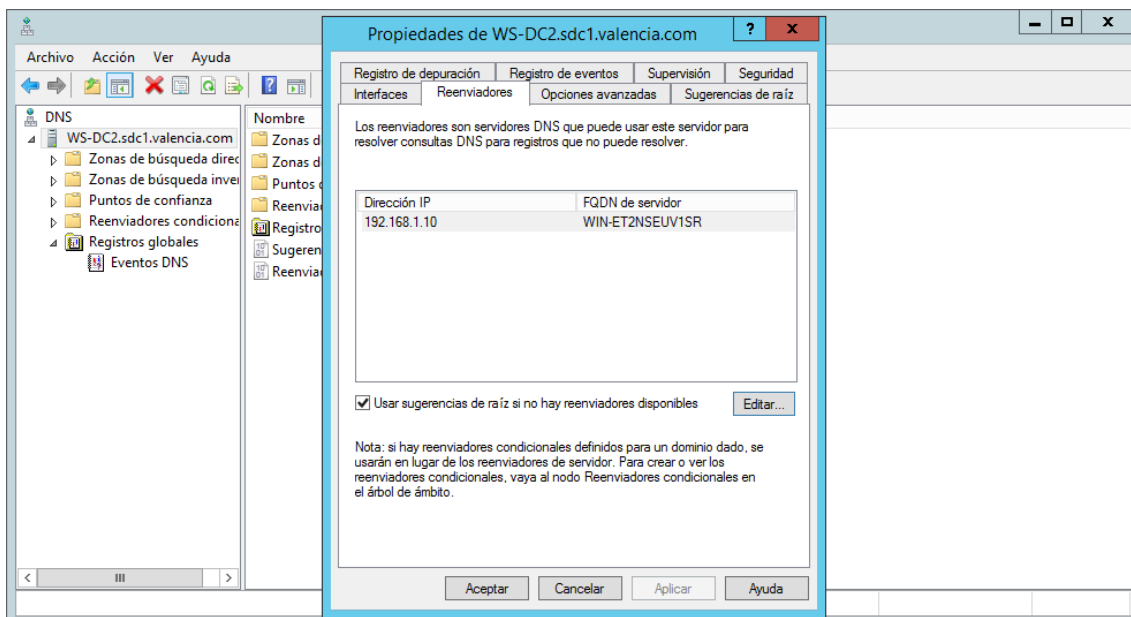 Propiedades de WS-DC2.sdc1.valencia.com
?
x
x
Archivo Acción Ver Ayuda
?
DNS
WS-DC2.sdc1.valencia.com
Zonas de búsqueda direc
Zonas de búsqueda inver
Puntos de confianza
Reenviadores condiciona
Registros globales
Eventos DNS
Nombre
Zonas d
Zonas d
Puntos d
Reenviad
Registro
Sugeren
Reenviad
Registro de depuración Registro de eventos Supervisión Seguridad
Interfaces Reenviadores Opciones avanzadas Sugerencias de raíz
Los reenviadores son servidores DNS que puede usar este servidor para
resolver consultas DNS para registros que no puede resolver.
Dirección IP FQDN de servidor
192.168.1.10 WIN-ET2NSEUV1SR
Usar sugerencias de raíz si no hay reenviadores disponibles Editar...
Nota: si hay reenviadores condicionales definidos para un dominio dado, se
usarán en lugar de los reenviadores de servidor. Para crear o ver los
reenviadores condicionales, vaya al nodo Reenviadores condicionales en
el árbol de ámbito.
Aceptar Cancelar Aplicar Ayuda